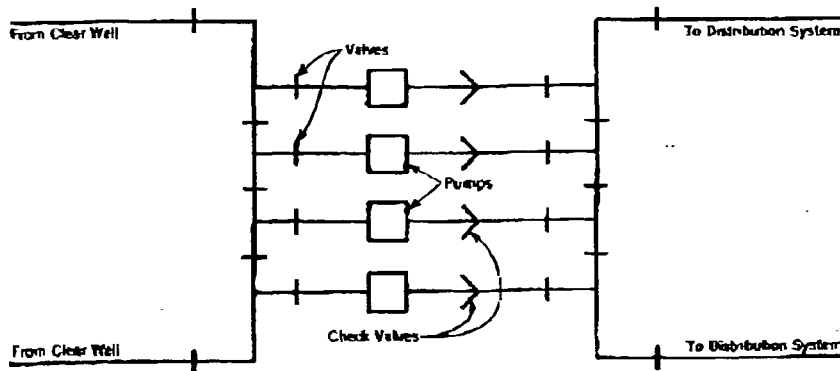 From Clear Well
To Distribution System
Valves
Pumps
Check Valves
From Clear Well
To Distribution System